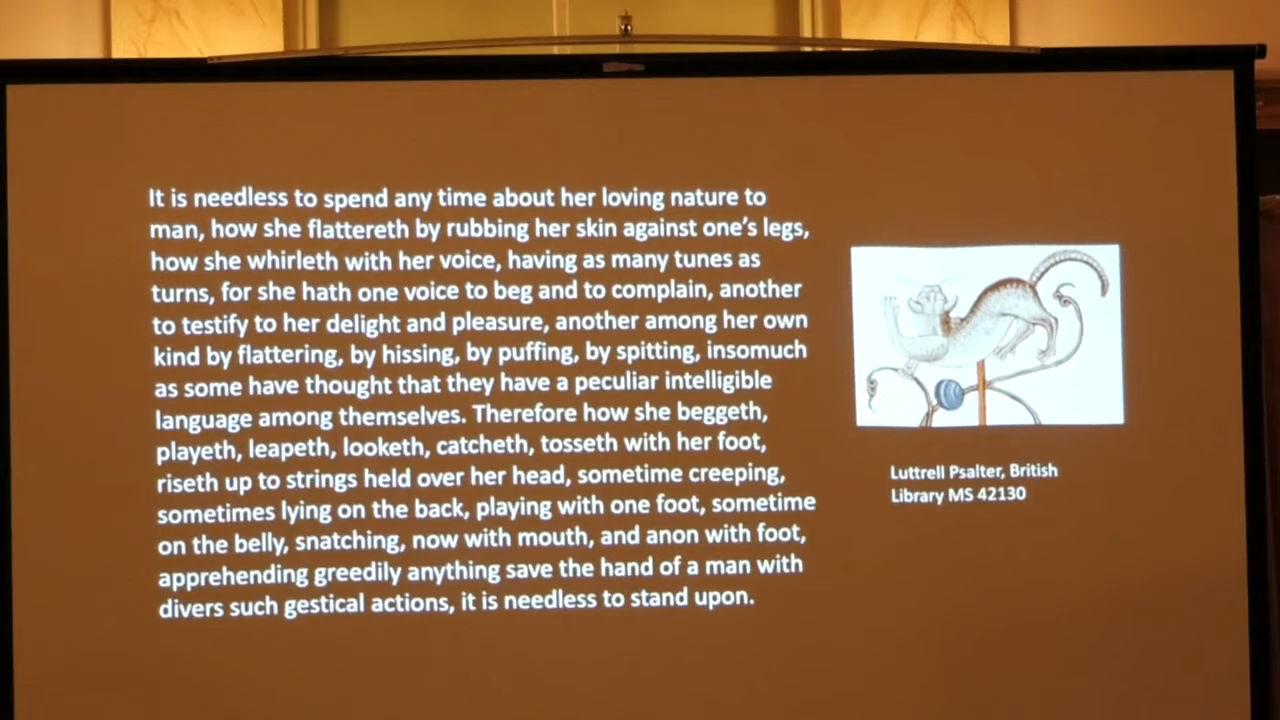 It is needless to spend any time about her loving nature to
man, how she flattereth by rubbing her skin against one's legs,
how she whirleth with her voice, having as many tunes as
turns, for she hath one voice to beg and to complain, another
to testify to her delight and pleasure, another among her own
kind by flattering, by hissing, by puffing, by spitting, insomuch
as some have thought that they have a peculiar intelligible
language among themselves. Therefore how she beggeth,
playeth, leapeth, looketh, catcheth, tosseth with her foot,
riseth up to strings held over her head, sometime creeping,
sometimes lying on the back, playing with one foot, sometime
on the belly, snatching, now with mouth, and anon with foot,
apprehending greedily anything save the hand of a man with
divers such gestical actions, it is needless to stand upon.
Luttrell Psalter, British
Library MS 42130